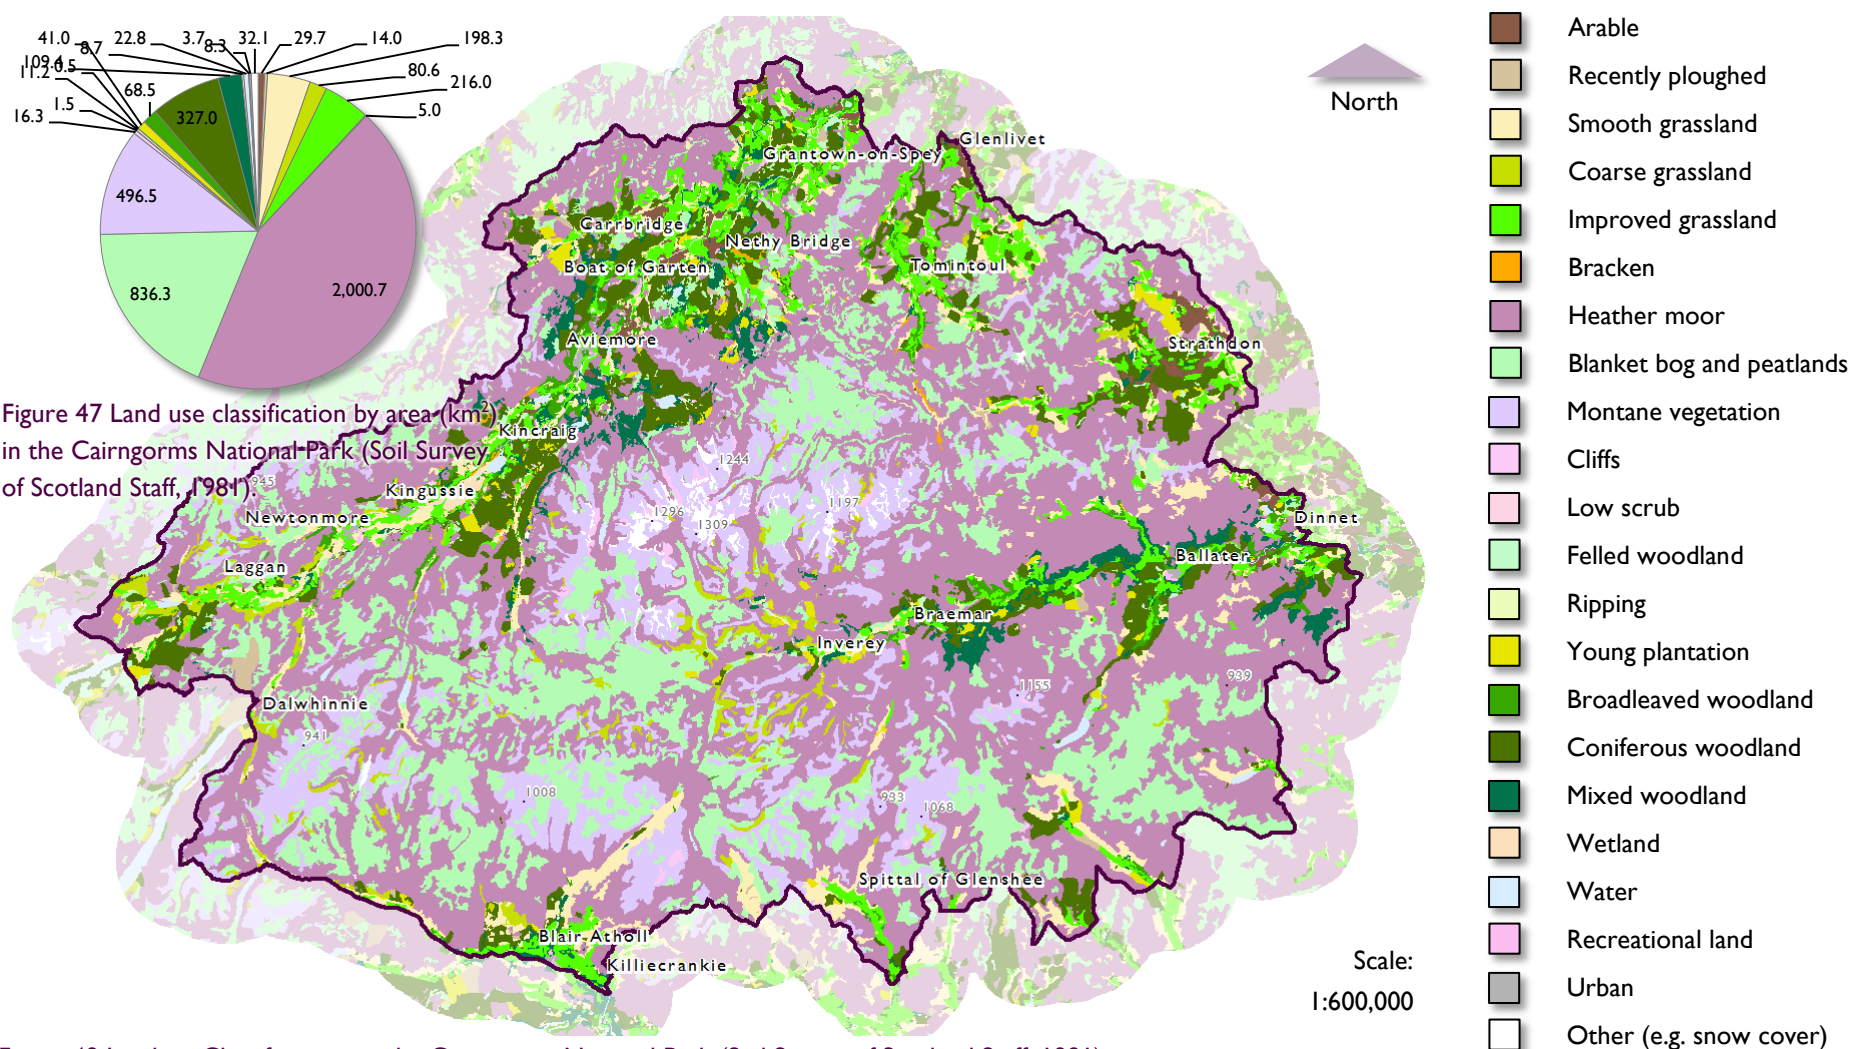 41.0
22.8
3.7
32.1
29.7
14.0
198.3
8.7
8.3
109.4
0.5
11.2
80.6
216.0
68.5
1.5
5.0
16.3
327.0
496.5
836.3
2,000.7
Figure 47 Land use classification by area (km²)
in the Cairngorms National Park (Soil Survey
of Scotland Staff, 1981).
North
Glenlivet
Grantown-on-Spey
Carrbridge
Nethy Bridge
Boat of Garten
Tomintoul
Aviemore
Strathdon
Kincraig
1244
945
Kingussie
1197
1296
Newtonmore
1309
Dinnet
Ballater
Laggan
Braemar
Inverey
939
1155
Dalwhinnie
941
1008
933
1068
Spittal of Glenshee
Blair Atholl
Killiecrankie
Scale:
1:600,000
Arable
Recently ploughed
Smooth grassland
Coarse grassland
Improved grassland
Bracken
Heather moor
Blanket bog and peatlands
Montane vegetation
Cliffs
Low scrub
Felled woodland
Ripping
Young plantation
Broadleaved woodland
Coniferous woodland
Mixed woodland
Wetland
Water
Recreational land
Urban
Other (e.g. snow cover)